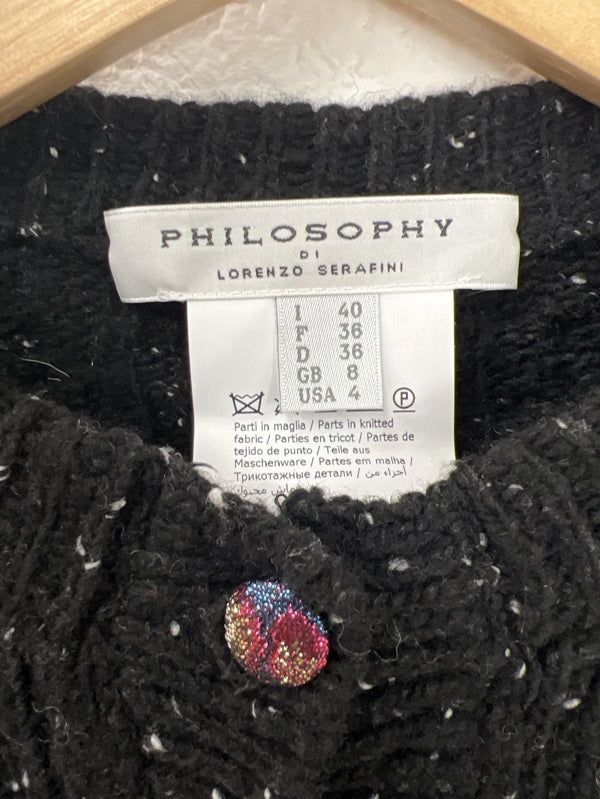 PHILOSOPHY
DI
LORENZO SERAFINI
I 40
F 36
D 36
GB 8
USA 4
P
Parti in maglia / Parts in knitted
fabric / Parties en tricot / Partes de
tejido de punto / Teile aus
Maschenware / Partes em malha /
Трикотажные детали / أجزاء من